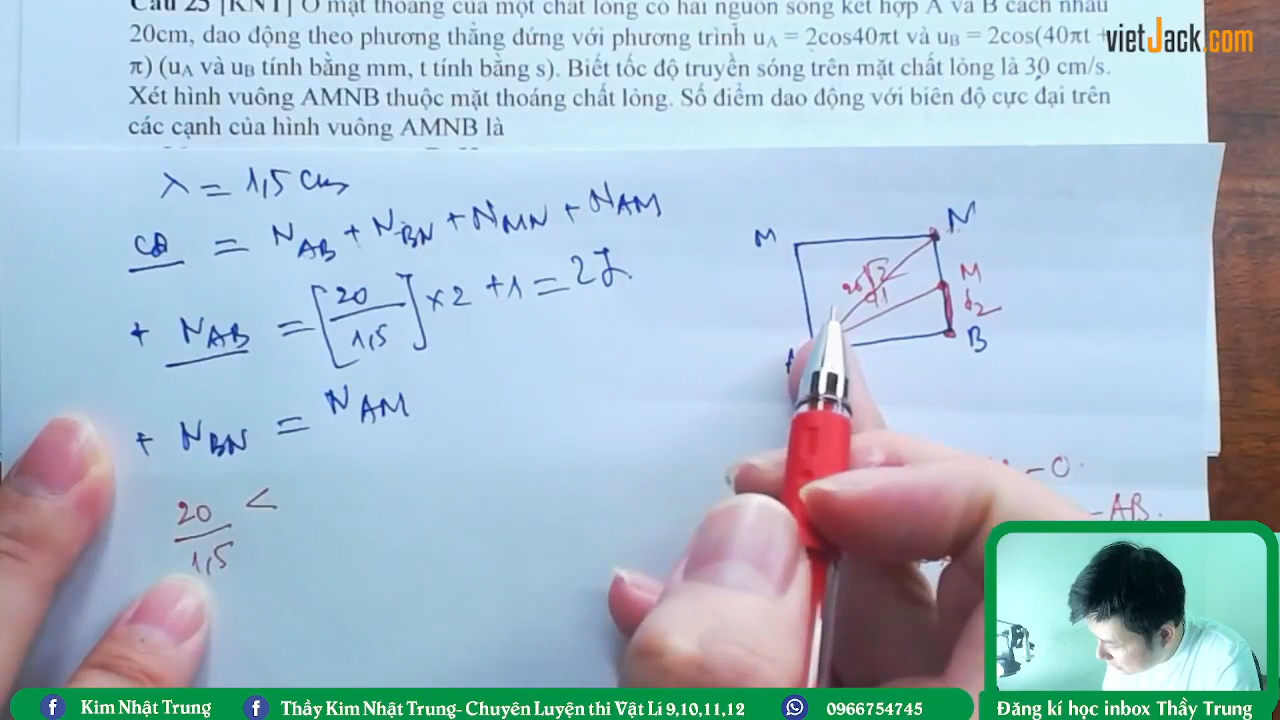 Câu 25 [KNT] Ở mặt thoáng của một chất lỏng có hai nguồn sóng kết hợp A và B cách nhau
20cm, dao động theo phương thẳng đứng với phương trình uA = 2cos40πt và uB = 2cos(40πt +
π) (uA và uB tính bằng mm, t tính bằng s). Biết tốc độ truyền sóng trên mặt chất lỏng là 30 cm/s.
Xét hình vuông AMNB thuộc mặt thoáng chất lỏng. Số điểm dao động với biên độ cực đại trên
các cạnh của hình vuông AMNB là
vietJack.com
λ = 1,5 cm
CĐ = NAB + NBN + NMN + NAM
+ NAB = [20/1,5] × 2 + 1 = 27
+ NBN = NAM
20/1,5 <
M
N
20√2
d1
M
d2
B
A
- 0.
- AB.
Kim Nhật Trung
Thầy Kim Nhật Trung- Chuyên Luyện thi Vật Lí 9,10,11,12
0966754745
Đăng kí học inbox Thầy Trung